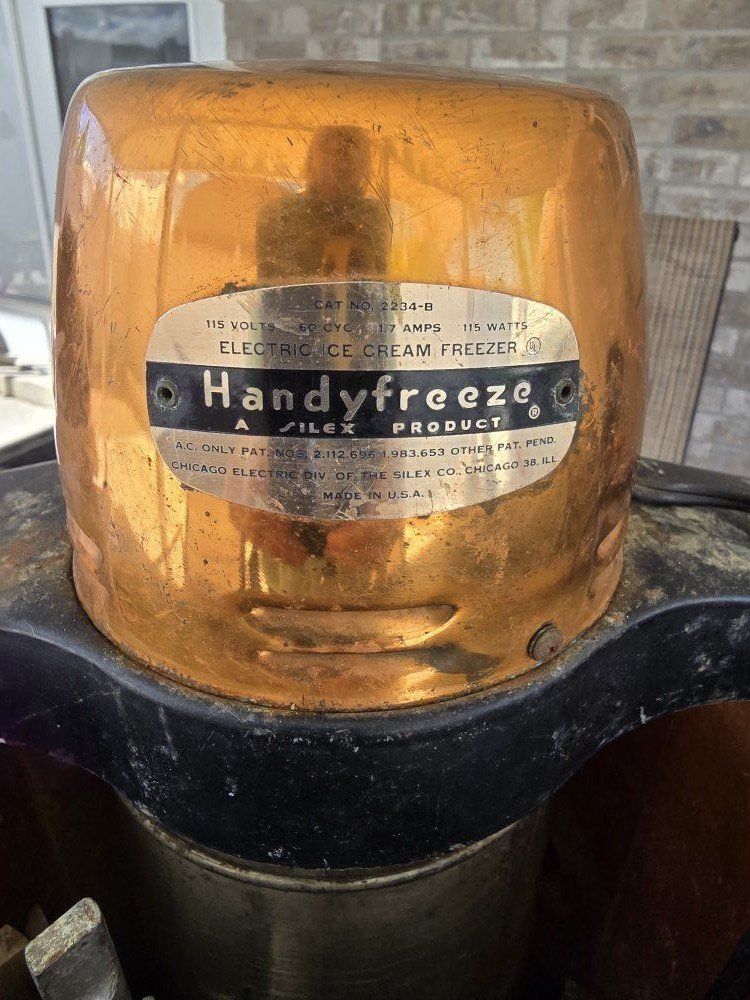 CAT NO. 2234-B
115 VOLTS 60 CYC. 1.7 AMPS 115 WATTS
ELECTRIC ICE CREAM FREEZER UL
Handyfreeze ®
A SILEX PRODUCT
A.C. ONLY PAT. NOS. 2.112.696 1.983.653 OTHER PAT. PEND.
CHICAGO ELECTRIC DIV. OF THE SILEX CO., CHICAGO 38, ILL.
MADE IN U.S.A.